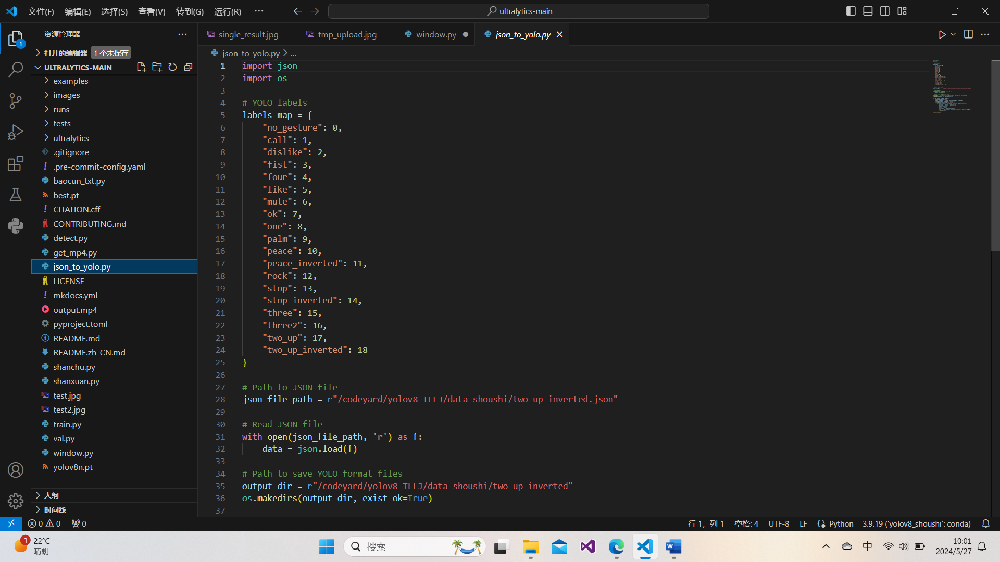 文件(F) 编辑(E) 选择(S) 查看(V) 转到(G) 运行(R) ··· ultralytics-main
资源管理器
1
打开的编辑器 1 个未保存
ULTRALYTICS-MAIN
examples
images
runs
tests
ultralytics
.gitignore
.pre-commit-config.yaml
baocun_txt.py
best.pt
CITATION.cff
CONTRIBUTING.md
detect.py
get_mp4.py
json_to_yolo.py
LICENSE
mkdocs.yml
output.mp4
pyproject.toml
README.md
README.zh-CN.md
shanchu.py
shanxuan.py
test.jpg
test2.jpg
train.py
val.py
window.py
yolov8n.pt
大纲
时间线
single_result.jpg tmp_upload.jpg window.py json_to_yolo.py
json_to_yolo.py > ...
1 import json
2 import os
3
4 # YOLO labels
5 labels_map = {
6     "no_gesture": 0,
7     "call": 1,
8     "dislike": 2,
9     "fist": 3,
10     "four": 4,
11     "like": 5,
12     "mute": 6,
13     "ok": 7,
14     "one": 8,
15     "palm": 9,
16     "peace": 10,
17     "peace_inverted": 11,
18     "rock": 12,
19     "stop": 13,
20     "stop_inverted": 14,
21     "three": 15,
22     "three2": 16,
23     "two_up": 17,
24     "two_up_inverted": 18
25 }
26
27 # Path to JSON file
28 json_file_path = r"/codeyard/yolov8_TLLJ/data_shoushi/two_up_inverted.json"
29
30 # Read JSON file
31 with open(json_file_path, 'r') as f:
32     data = json.load(f)
33
34 # Path to save YOLO format files
35 output_dir = r"/codeyard/yolov8_TLLJ/data_shoushi/two_up_inverted"
36 os.makedirs(output_dir, exist_ok=True)
37
0 0 0 行 1，列 1 空格: 4 UTF-8 LF Python 3.9.19 ('yolov8_shoushi': conda)
1 22°C
晴朗
搜索
中
10:01
2024/5/27